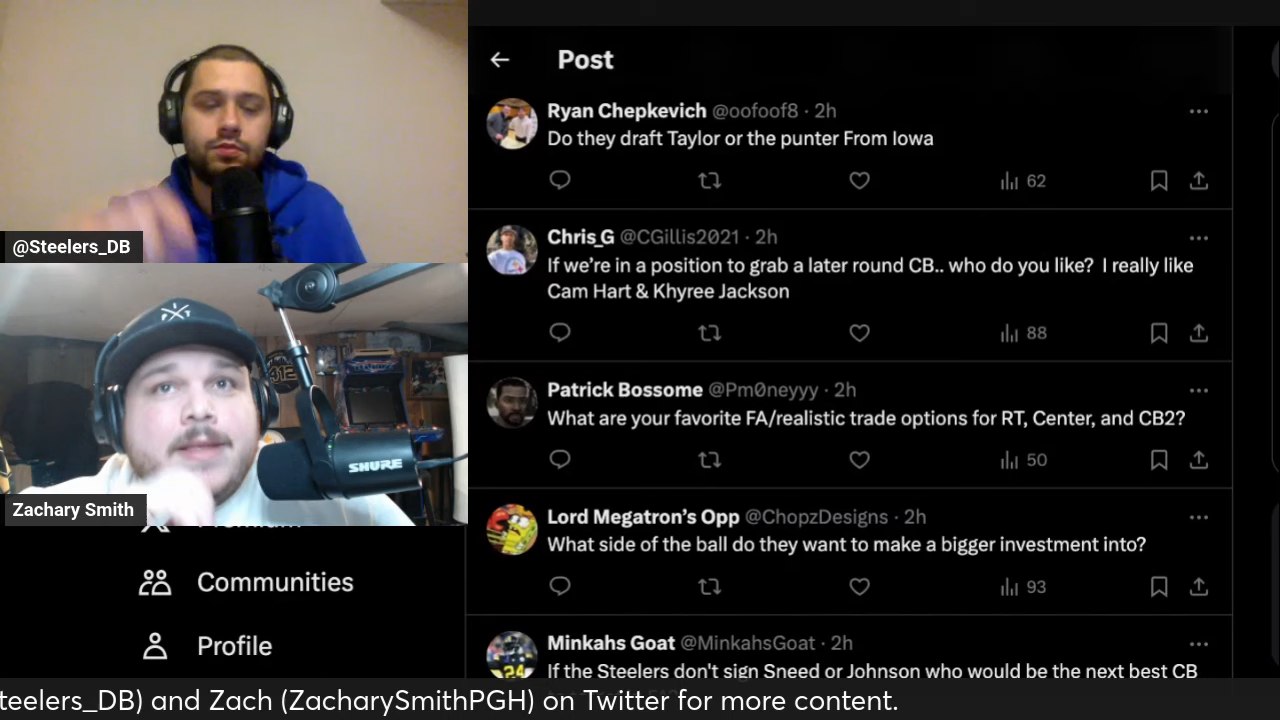 @Steelers_DB
PIT
412
SHURE
Zachary Smith
Communities
Profile
Post
Ryan Chepkevich @oofoof8 · 2h
Do they draft Taylor or the punter From Iowa
62
Chris_G @CGillis2021 · 2h
If we’re in a position to grab a later round CB.. who do you like?  I really like
Cam Hart & Khyree Jackson
88
Patrick Bossome @Pm0neyyy · 2h
What are your favorite FA/realistic trade options for RT, Center, and CB2?
50
Lord Megatron’s Opp @ChopzDesigns · 2h
What side of the ball do they want to make a bigger investment into?
93
Minkahs Goat @MinkahsGoat · 2h
24
If the Steelers don't sign Sneed or Johnson who would be the next best CB
teelers_DB) and Zach (ZacharySmithPGH) on Twitter for more content.